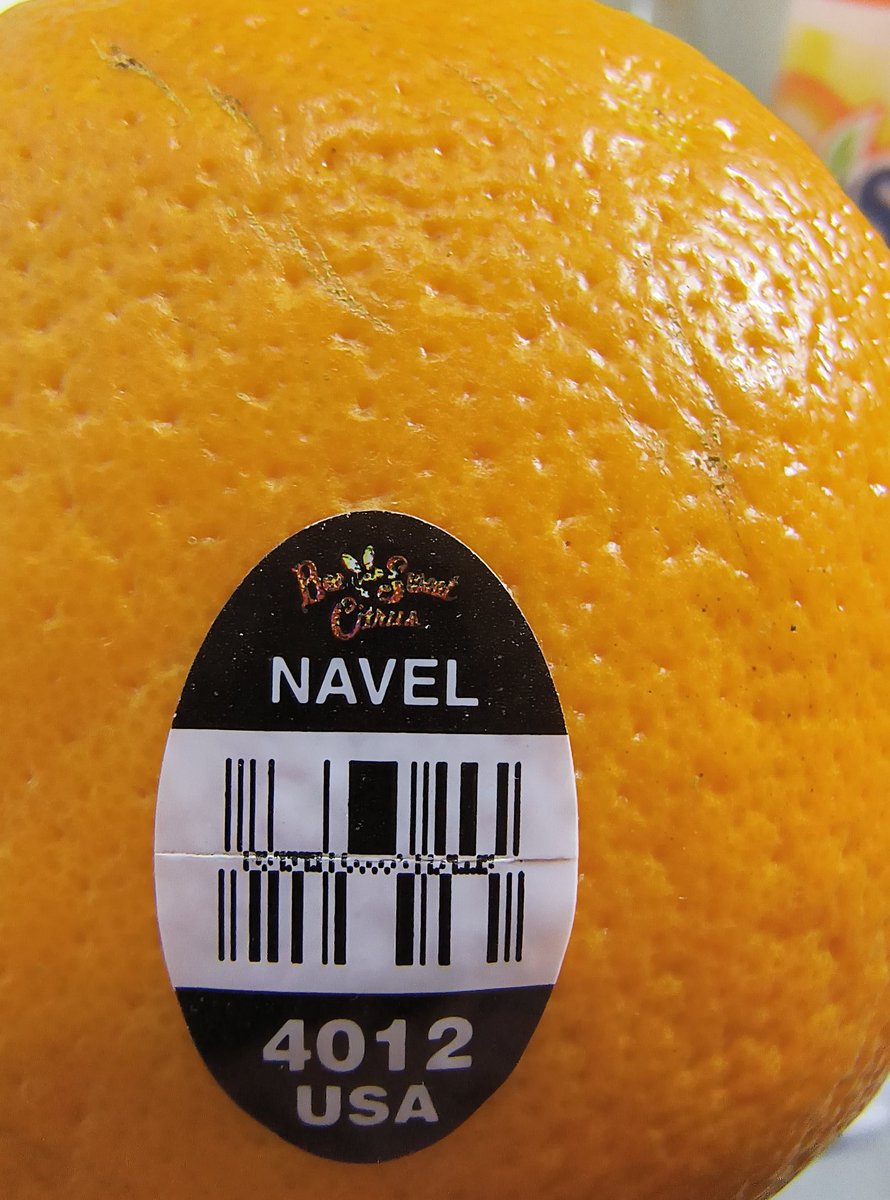 Bee Sweet
Citrus
NAVEL
4012
USA